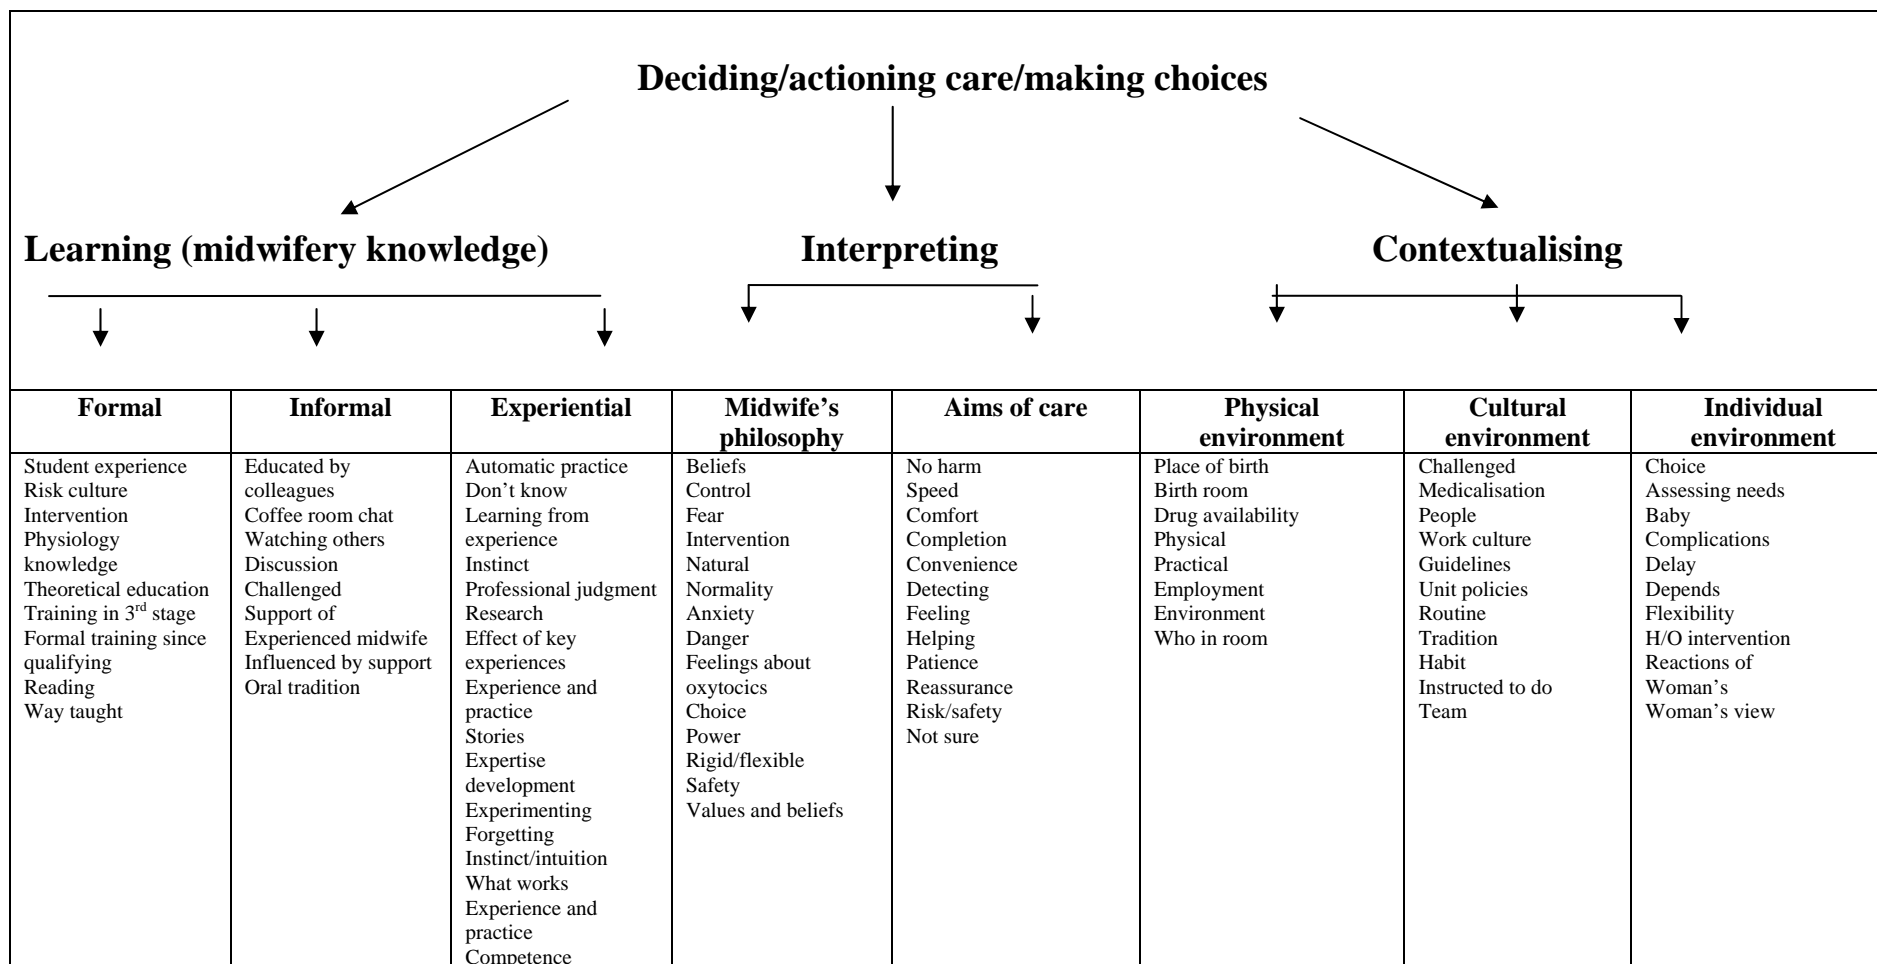 Deciding/actioning care/making choices
Learning (midwifery knowledge)
Interpreting
Contextualising
Formal
Student experience
Risk culture
Intervention
Physiology
knowledge
Theoretical education
Training in 3rd stage
Formal training since
qualifying
Reading
Way taught
Informal
Educated by
colleagues
Coffee room chat
Watching others
Discussion
Challenged
Support of
Experienced midwife
Influenced by support
Oral tradition
Experiential
Automatic practice
Don't know
Learning from
experience
Instinct
Professional judgment
Research
Effect of key
experiences
Experience and
practice
Stories
Expertise
development
Experimenting
Forgetting
Instinct/intuition
What works
Experience and
practice
Competence
Midwife's
philosophy
Beliefs
Control
Fear
Intervention
Natural
Normality
Anxiety
Danger
Feelings about
oxytocics
Choice
Power
Rigid/flexible
Safety
Values and beliefs
Aims of care
No harm
Speed
Comfort
Completion
Convenience
Detecting
Feeling
Helping
Patience
Reassurance
Risk/safety
Not sure
Physical
environment
Place of birth
Birth room
Drug availability
Physical
Practical
Employment
Environment
Who in room
Cultural
environment
Challenged
Medicalisation
People
Work culture
Guidelines
Unit policies
Routine
Tradition
Habit
Instructed to do
Team
Individual
environment
Choice
Assessing needs
Baby
Complications
Delay
Depends
Flexibility
H/O intervention
Reactions of
Woman's
Woman's view